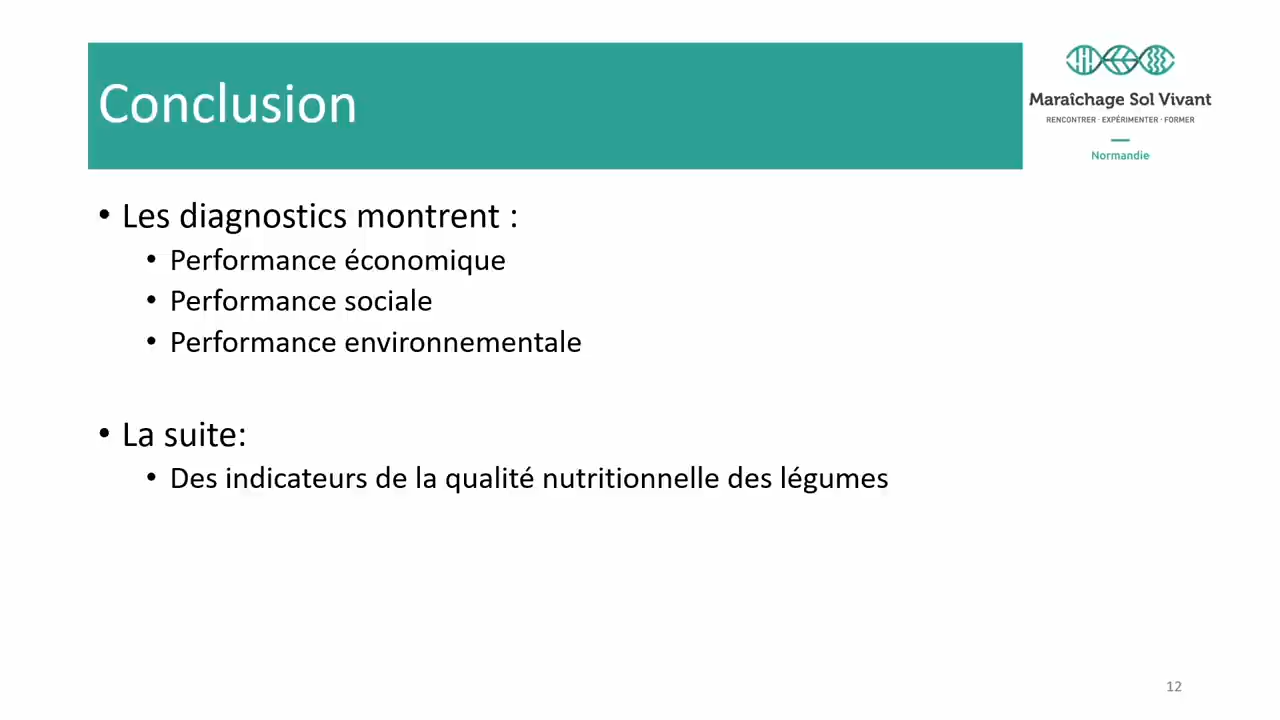 Conclusion
Maraîchage Sol Vivant
RENCONTRER · EXPÉRIMENTER · FORMER
Normandie
• Les diagnostics montrent :
• Performance économique
• Performance sociale
• Performance environnementale
• La suite:
• Des indicateurs de la qualité nutritionnelle des légumes
12